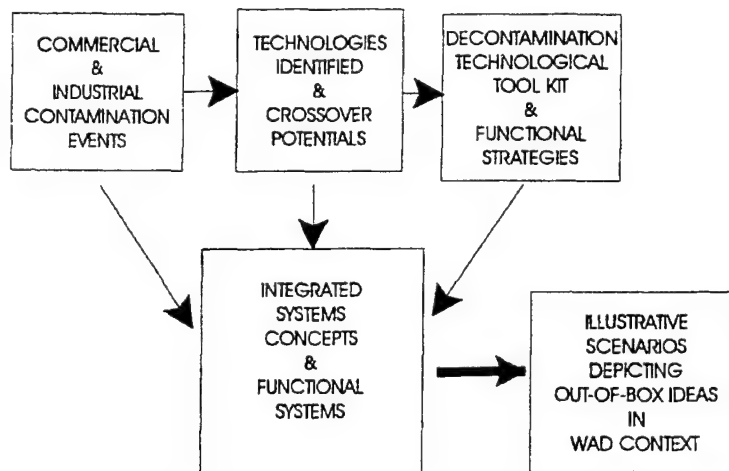 COMMERCIAL
&
INDUSTRIAL
CONTAMINATION
EVENTS
TECHNOLOGIES
IDENTIFIED
&
CROSSOVER
POTENTIALS
DECONTAMINATION
TECHNOLOGICAL
TOOL KIT
&
FUNCTIONAL
STRATEGIES
INTEGRATED
SYSTEMS
CONCEPTS
&
FUNCTIONAL
SYSTEMS
ILLUSTRATIVE
SCENARIOS
DEPICTING
OUT-OF-BOX IDEAS
IN
WAD CONTEXT